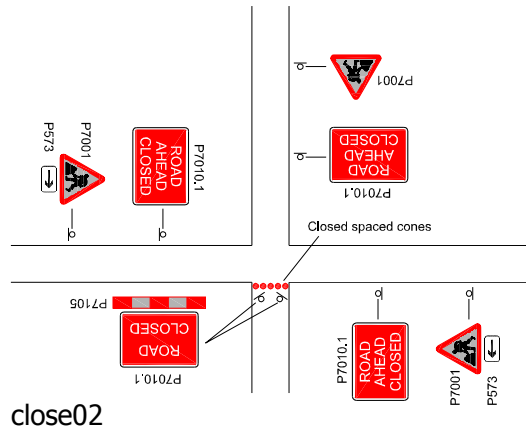 P7001
P573
P7001
P7010.1
ROAD
AHEAD
CLOSED
ROAD
AHEAD
CLOSED
P7010.1
Closed spaced cones
P7105
ROAD
CLOSED
P7010.1
P7010.1
ROAD
AHEAD
CLOSED
P7001
P573
close02